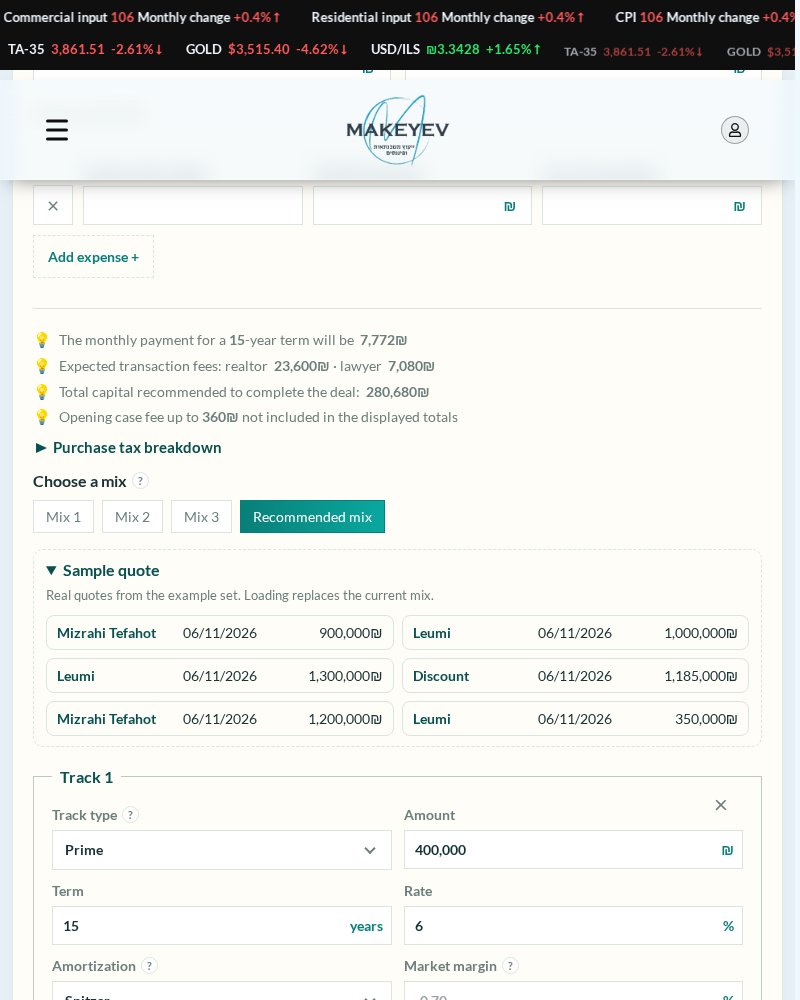 Commercial input 106 Monthly change +0.4%↑ Residential input 106 Monthly change +0.4%↑ CPI 106 Monthly change +0.4%
TA-35 3,861.51 -2.61%↓ GOLD $3,515.40 -4.62%↓ USD/ILS ₪3.3428 +1.65%↑ TA-35 3,861.51 -2.61%↓ GOLD $3,51
MAKEYEV
ייעוץ משכנתאות
ופיננסים
₪ ₪
Add expense +
💡 The monthly payment for a 15-year term will be 7,772₪
💡 Expected transaction fees: realtor 23,600₪ · lawyer 7,080₪
💡 Total capital recommended to complete the deal: 280,680₪
💡 Opening case fee up to 360₪ not included in the displayed totals
▶ Purchase tax breakdown
Choose a mix ?
Mix 1 Mix 2 Mix 3 Recommended mix
▼ Sample quote
Real quotes from the example set. Loading replaces the current mix.
Mizrahi Tefahot 06/11/2026 900,000₪ Leumi 06/11/2026 1,000,000₪
Leumi 06/11/2026 1,300,000₪ Discount 06/11/2026 1,185,000₪
Mizrahi Tefahot 06/11/2026 1,200,000₪ Leumi 06/11/2026 350,000₪
Track 1
Track type ? Amount
Prime 400,000 ₪
Term Rate
15 years 6 %
Amortization ? Market margin ?
Spitzer -0.70 %